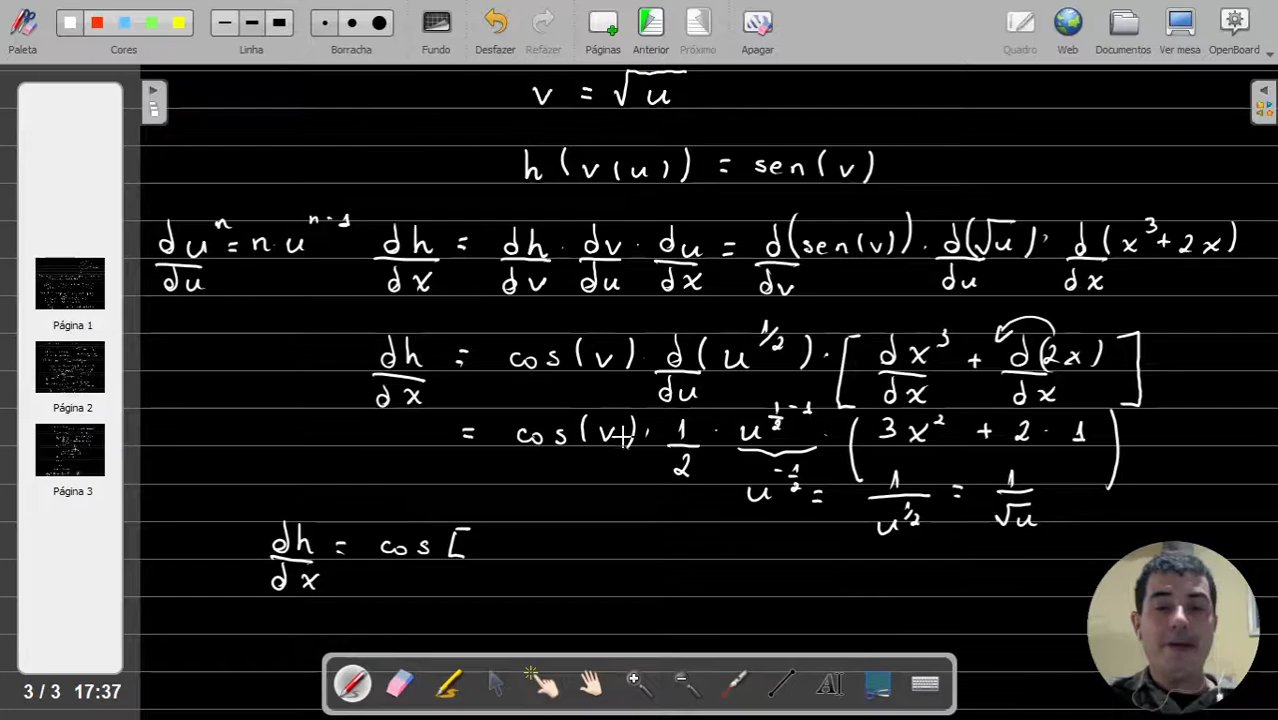 Paleta Cores Linha Borracha Fundo Desfazer Refazer Páginas Anterior Próximo Apagar Quadro Web Documentos Ver mesa OpenBoard
v = √u
h(v(u)) = sen(v)
du^n/du = n·u^(n-1) dh/dx = dh/dv · dv/du · du/dx = d(sen(v))/dv · d(√u)/du · d/dx (x³ + 2x)
dh/dx = cos(v) · d/du (u^(1/2)) · [dx³/dx + d(2x)/dx]
= cos(v) · 1/2 · u^(1/2 - 1) · (3x² + 2 · 1)
u^(-1/2) = 1/u^(1/2) = 1/√u
dh/dx = cos [
Página 1
Página 2
Página 3
3 / 3 17:37